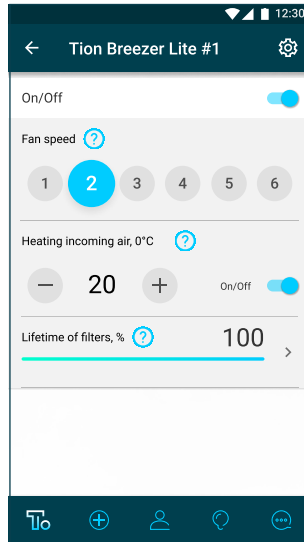 12:30
Tion Breezer Lite #1
On/Off
Fan speed ?
1 2 3 4 5 6
Heating incoming air, 0°C ?
− 20 + On/Off
Lifetime of filters, % ? 100
Tio